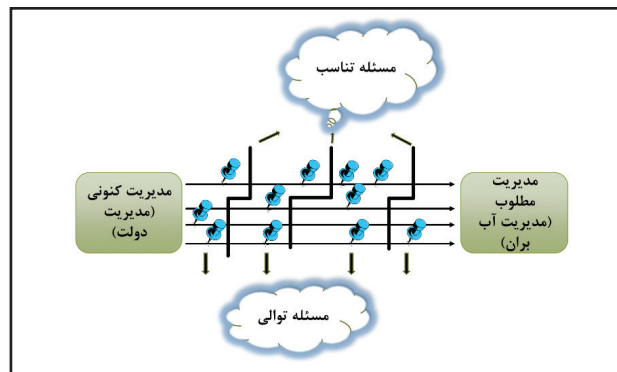 مسئله تناسب
مدیریت
مطلوب
(مدیریت آب
بران)
مدیریت کنونی
(مدیریت
دولت)
مسئله توالی